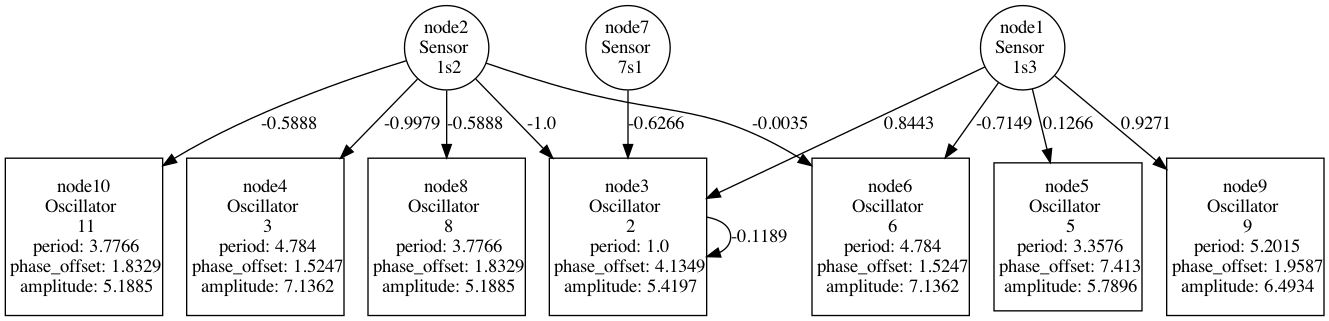 node2
Sensor
1s2
node7
Sensor
7s1
node1
Sensor
1s3
-0.5888
-0.9979
-0.5888
-1.0
-0.6266
-0.0035
0.8443
-0.7149
0.1266
0.9271
node10
Oscillator
11
period: 3.7766
phase_offset: 1.8329
amplitude: 5.1885
node4
Oscillator
3
period: 4.784
phase_offset: 1.5247
amplitude: 7.1362
node8
Oscillator
8
period: 3.7766
phase_offset: 1.8329
amplitude: 5.1885
node3
Oscillator
2
period: 1.0
phase_offset: 4.1349
amplitude: 5.4197
-0.1189
node6
Oscillator
6
period: 4.784
phase_offset: 1.5247
amplitude: 7.1362
node5
Oscillator
5
period: 3.3576
phase_offset: 7.413
amplitude: 5.7896
node9
Oscillator
9
period: 5.2015
phase_offset: 1.9587
amplitude: 6.4934